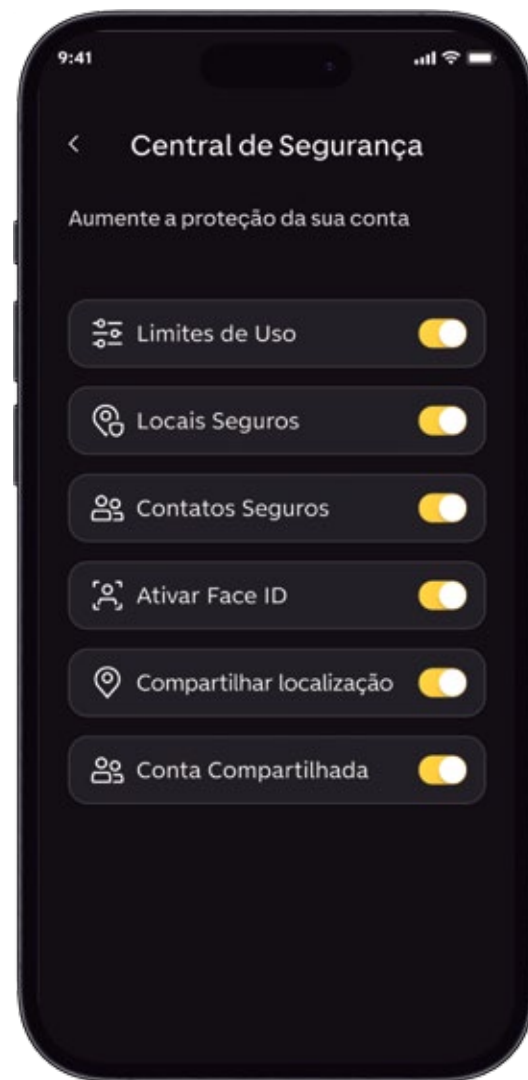 9:41
Central de Segurança
Aumente a proteção da sua conta
Limites de Uso
Locais Seguros
Contatos Seguros
Ativar Face ID
Compartilhar localização
Conta Compartilhada